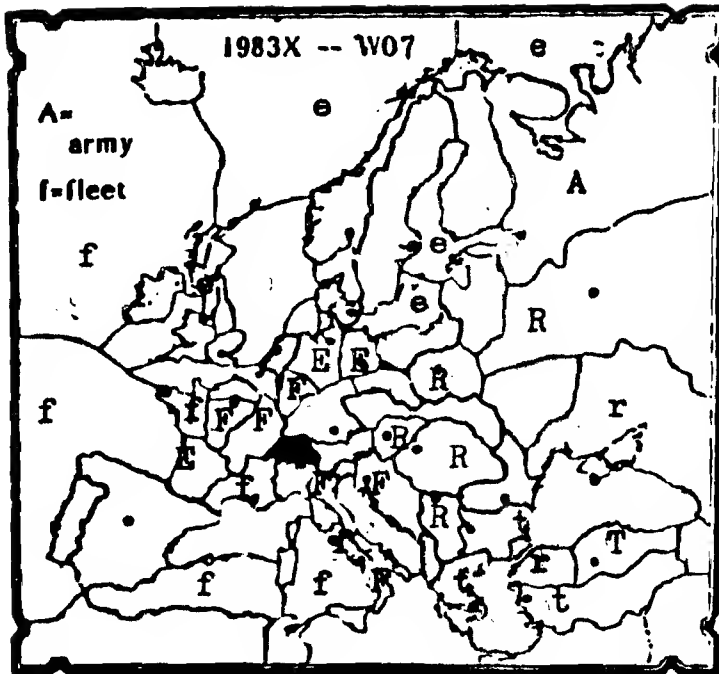 1983X -- W07 e
e
A=
army
f=fleet
A
f e
e
R
E E
F R
f f F F r
R
E R
f F F
R t
T
r
f f F t t